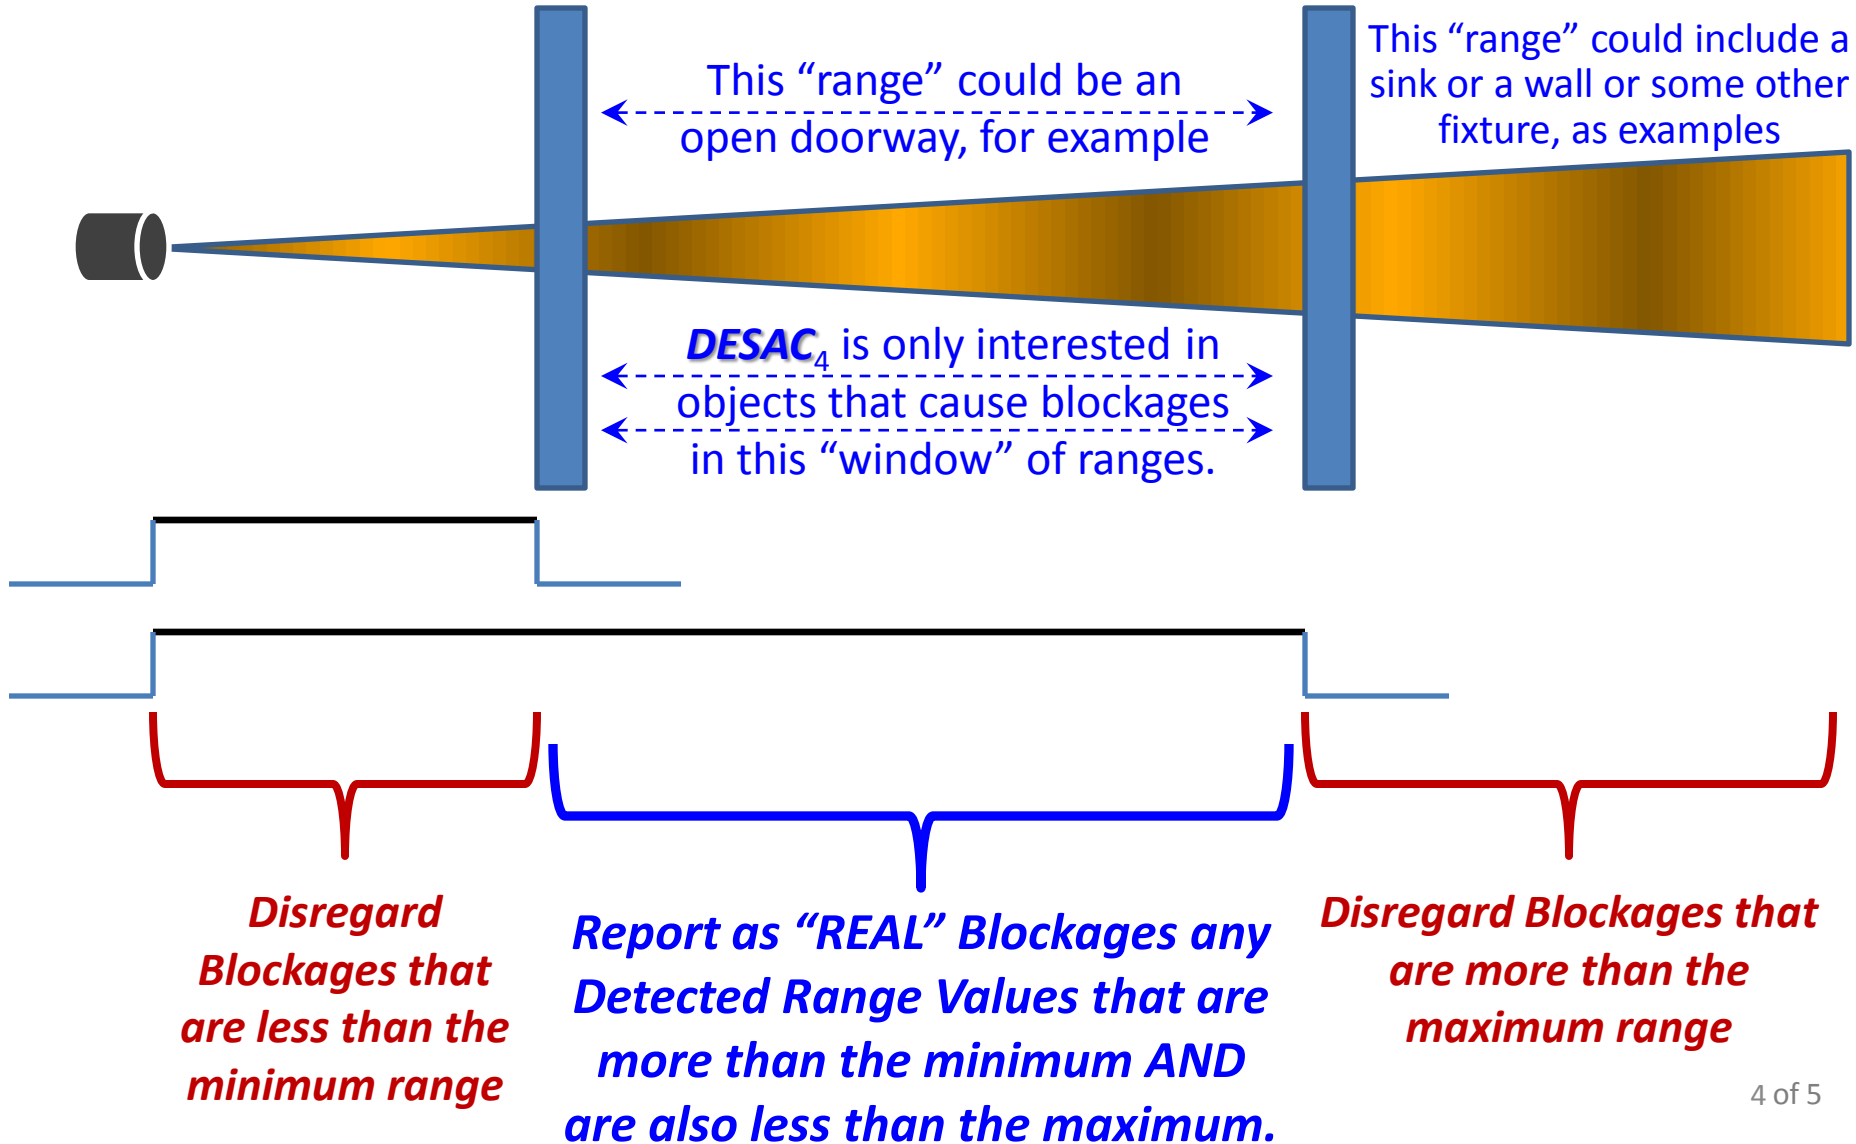 This “range” could be an
open doorway, for example
This “range” could include a
sink or a wall or some other
fixture, as examples
DESAC4 is only interested in
objects that cause blockages
in this “window” of ranges.
Disregard
Blockages that
are less than the
minimum range
Report as “REAL” Blockages any
Detected Range Values that are
more than the minimum AND
are also less than the maximum.
Disregard Blockages that
are more than the
maximum range
4 of 5